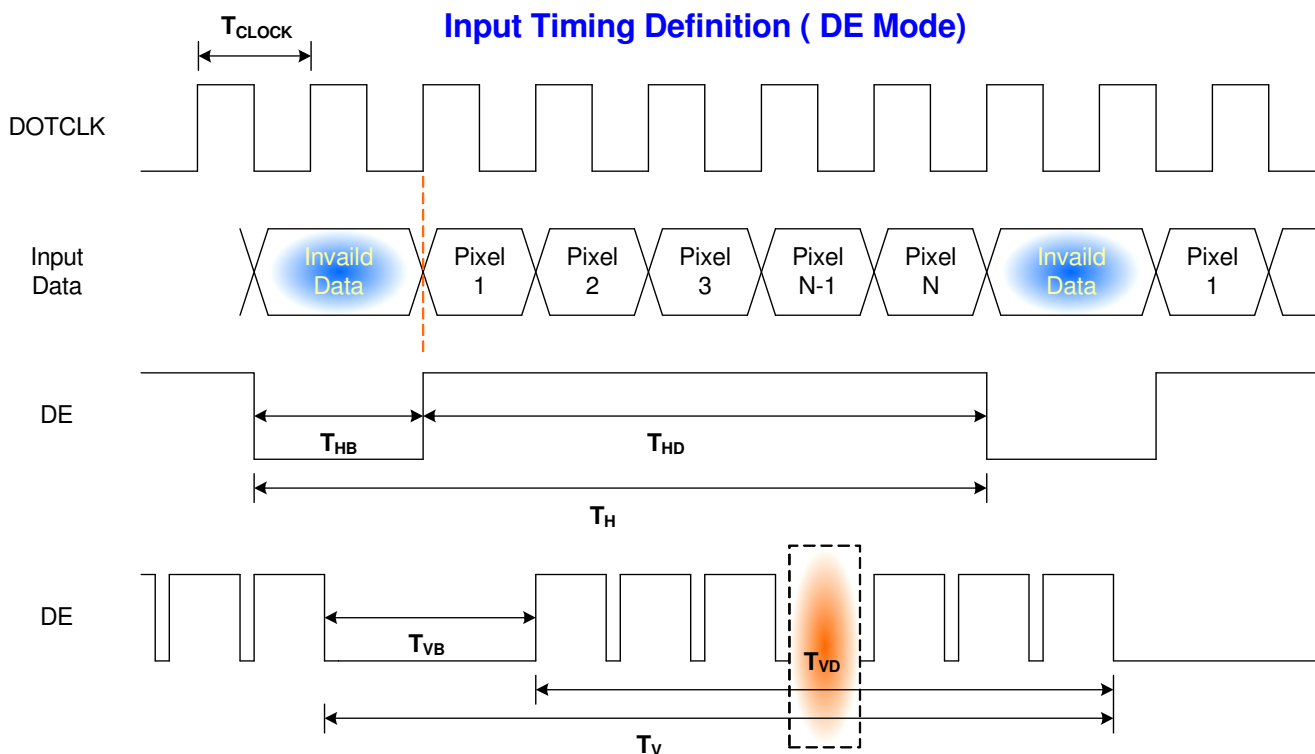 Input Timing Definition ( DE Mode)
TCLOCK
DOTCLK
Input
Data
Invaild
Data
Pixel
1
Pixel
2
Pixel
3
Pixel
N-1
Pixel
N
Invaild
Data
Pixel
1
DE
THB
THD
TH
DE
TVB
TVD
TV